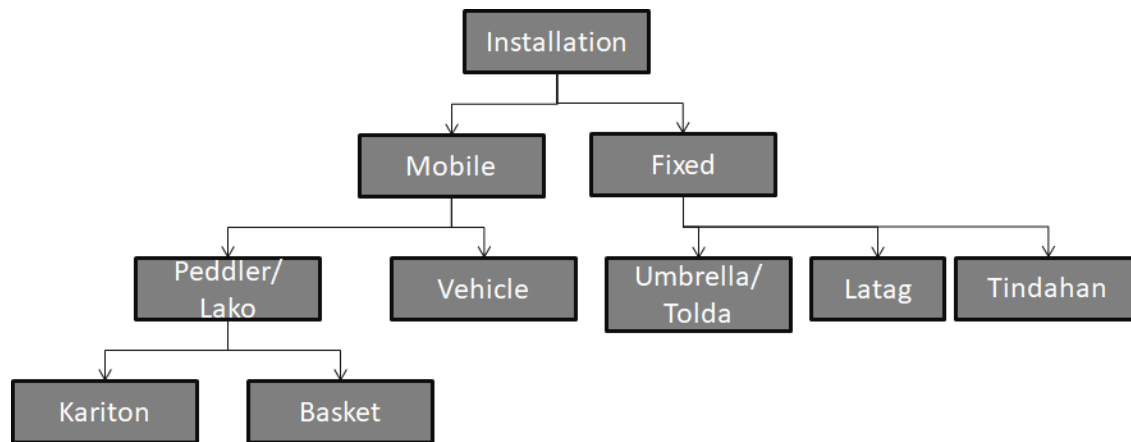 Installation
Mobile
Fixed
Peddler/
Lako
Vehicle
Umbrella/
Tolda
Latag
Tindahan
Kariton
Basket